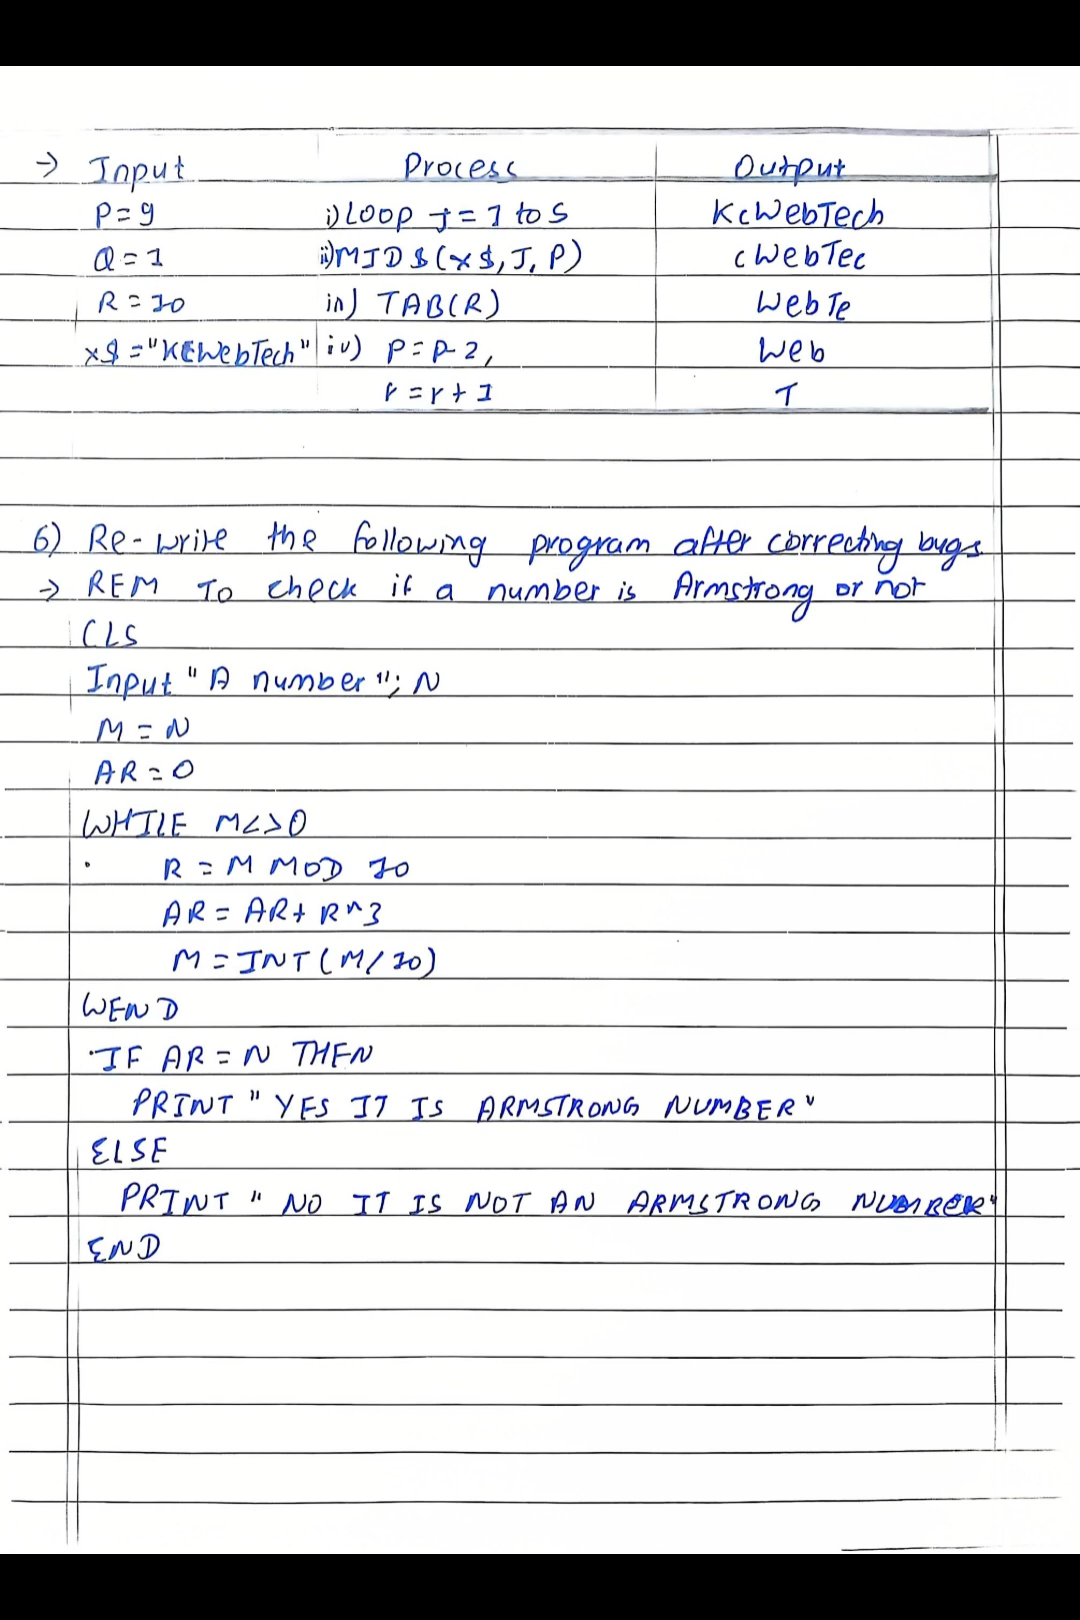 → Input Process Output
P=9 i) Loop j = 1 to 5 KcWebTech
Q = 1 ii) MID $ (x $, J, P) cWebTec
R = 10 iii) TAB(R) WebTe
x$ = "KcWebTech" iv) P = P-2, Web
r = r + 1 T
6) Re-write the following program after correcting bugs
→ REM To check if a number is Armstrong or not
CLS
Input " A number "; N
M = N
AR = 0
WHILE M<>0
R = M MOD 10
AR = AR + R^3
M = INT ( M / 10)
WEND
IF AR = N THEN
PRINT " YES IT IS ARMSTRONG NUMBER "
ELSE
PRINT " NO IT IS NOT AN ARMSTRONG NUMBER"
END